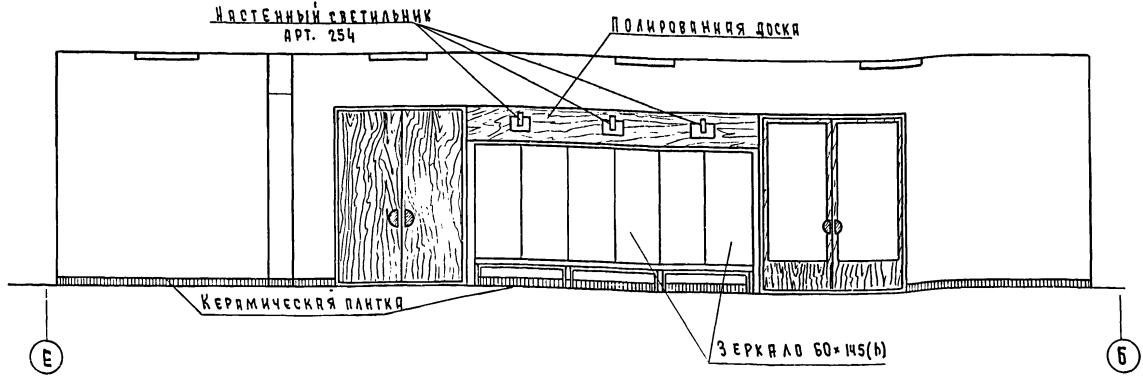 НАСТЕННЫЙ СВЕТИЛЬНИК
АРТ. 254
ПОЛИРОВАННАЯ ДОСКА
КЕРАМИЧЕСКАЯ ПЛИТКА
ЗЕРКАЛО 60×145(h)
Е
Б